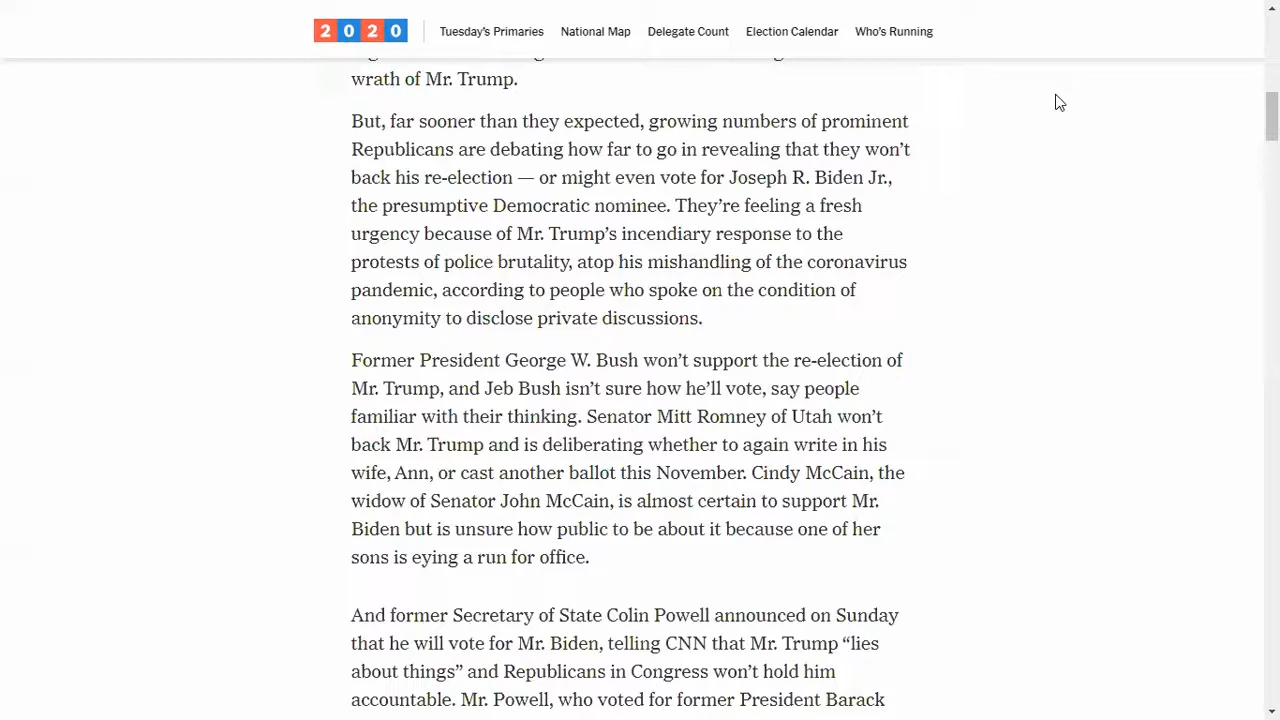 2020 Tuesday's Primaries National Map Delegate Count Election Calendar Who's Running
wrath of Mr. Trump.
But, far sooner than they expected, growing numbers of prominent
Republicans are debating how far to go in revealing that they won't
back his re-election — or might even vote for Joseph R. Biden Jr.,
the presumptive Democratic nominee. They're feeling a fresh
urgency because of Mr. Trump's incendiary response to the
protests of police brutality, atop his mishandling of the coronavirus
pandemic, according to people who spoke on the condition of
anonymity to disclose private discussions.
Former President George W. Bush won't support the re-election of
Mr. Trump, and Jeb Bush isn't sure how he'll vote, say people
familiar with their thinking. Senator Mitt Romney of Utah won't
back Mr. Trump and is deliberating whether to again write in his
wife, Ann, or cast another ballot this November. Cindy McCain, the
widow of Senator John McCain, is almost certain to support Mr.
Biden but is unsure how public to be about it because one of her
sons is eying a run for office.
And former Secretary of State Colin Powell announced on Sunday
that he will vote for Mr. Biden, telling CNN that Mr. Trump “lies
about things” and Republicans in Congress won't hold him
accountable. Mr. Powell, who voted for former President Barack